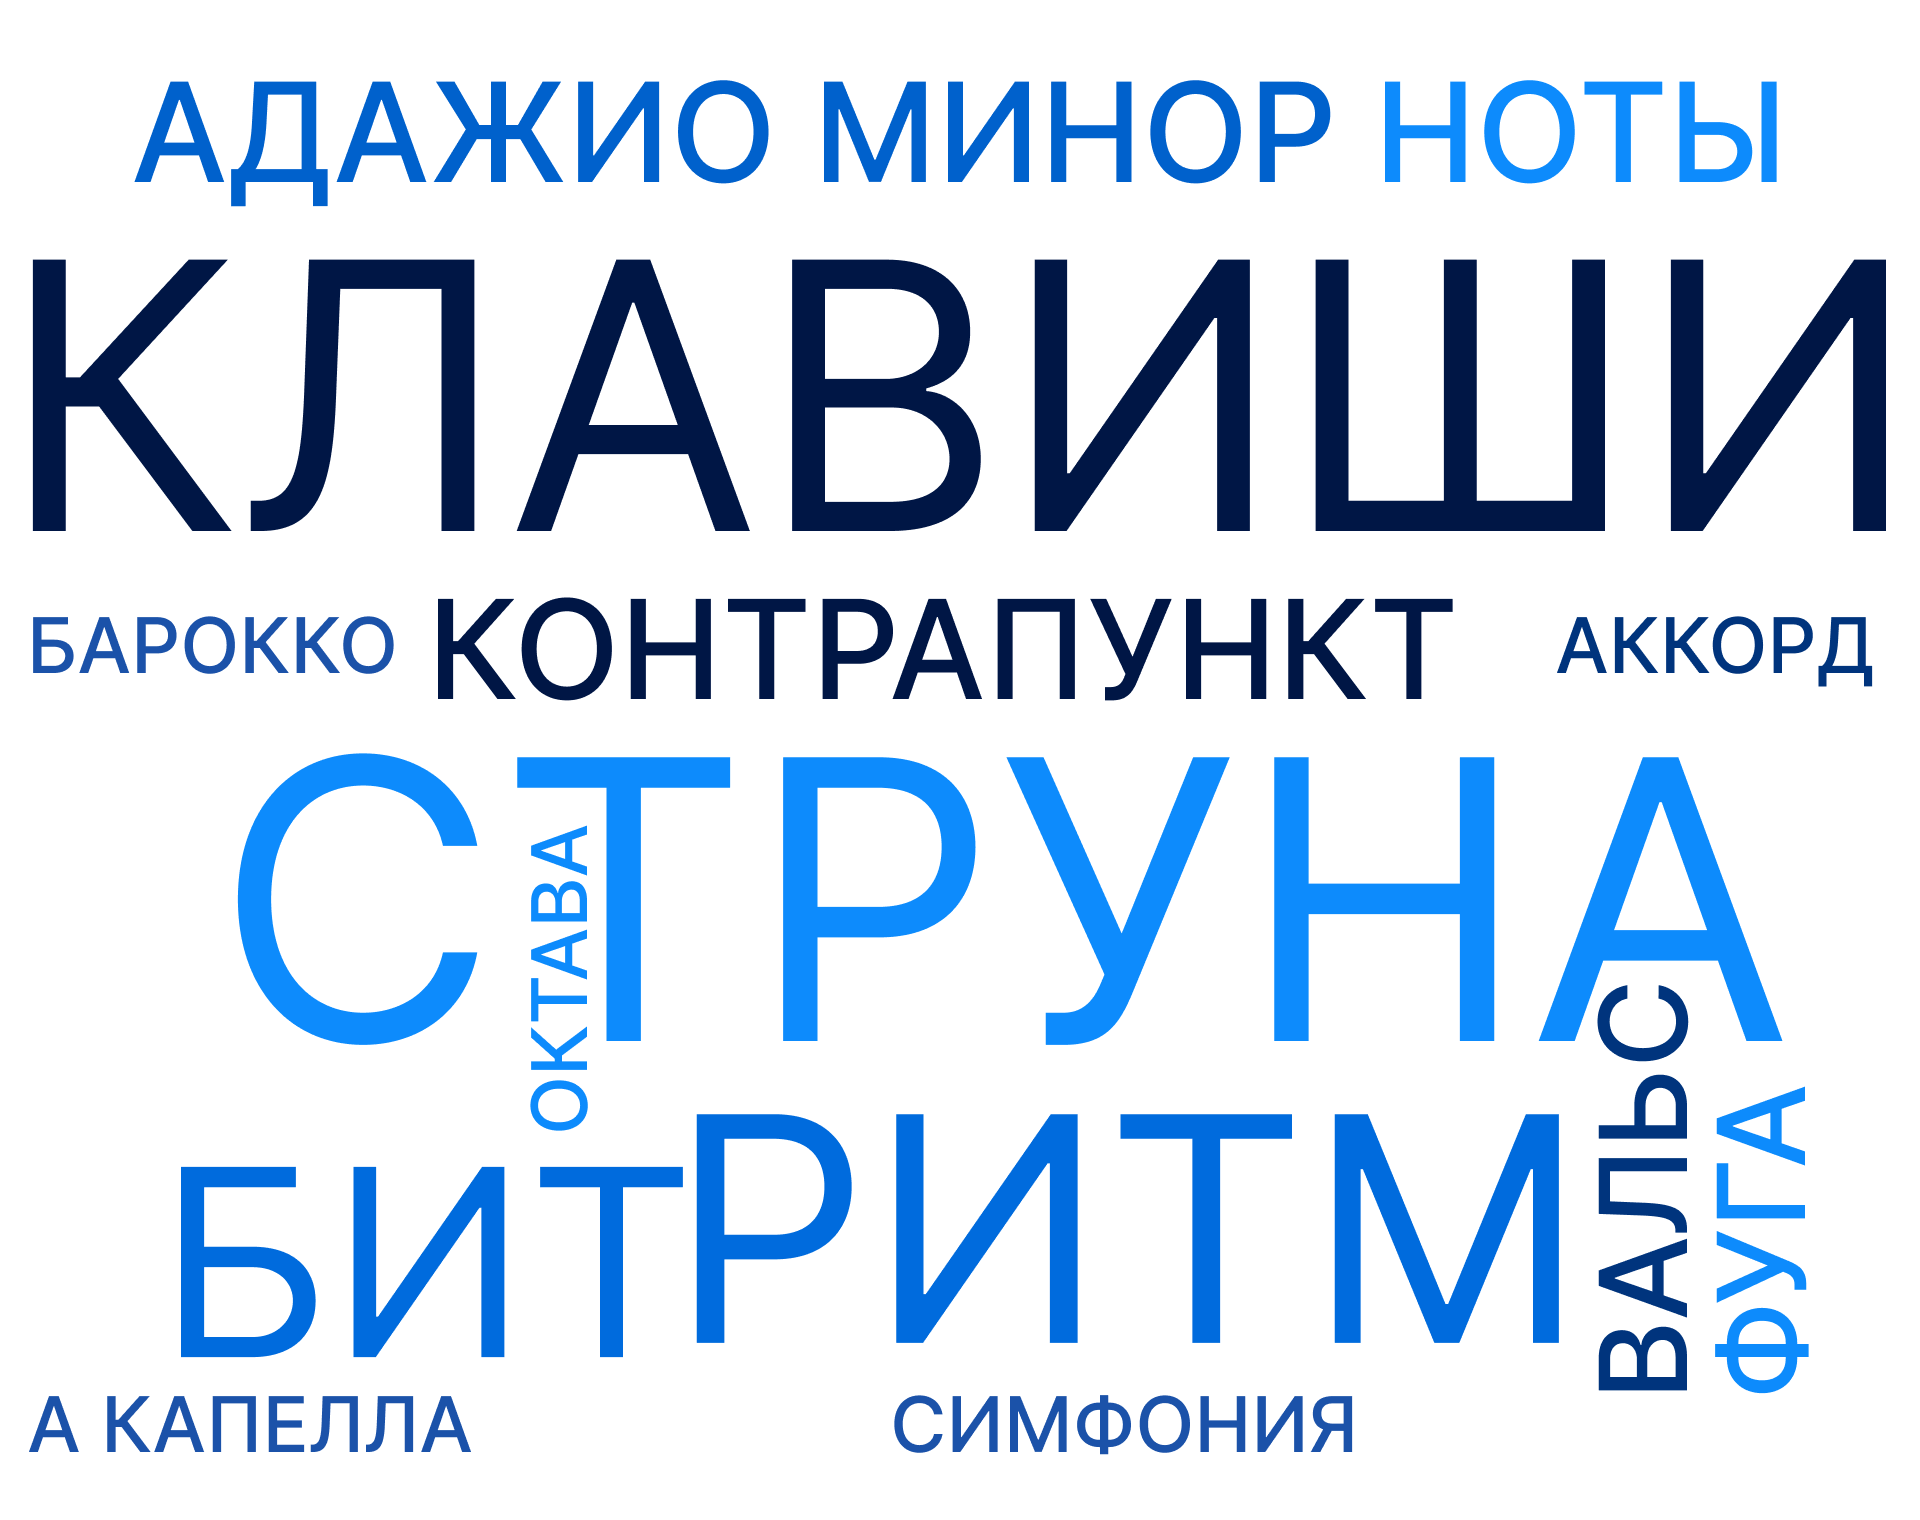 АДАЖИО МИНОР НОТЫ
КЛАВИШИ
БАРОККО КОНТРАПУНКТ АККОРД
СТРУНА
ОКТАВА
БИТ РИТМ
ВАЛЬС
ФУГА
А КАПЕЛЛА СИМФОНИЯ